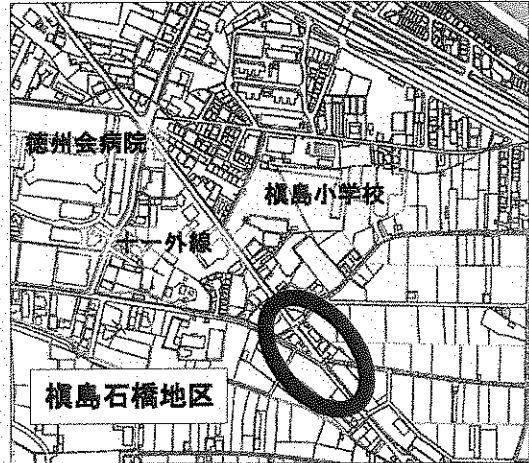 徳州会病院
槇島小学校
十一外線
槇島石橋地区